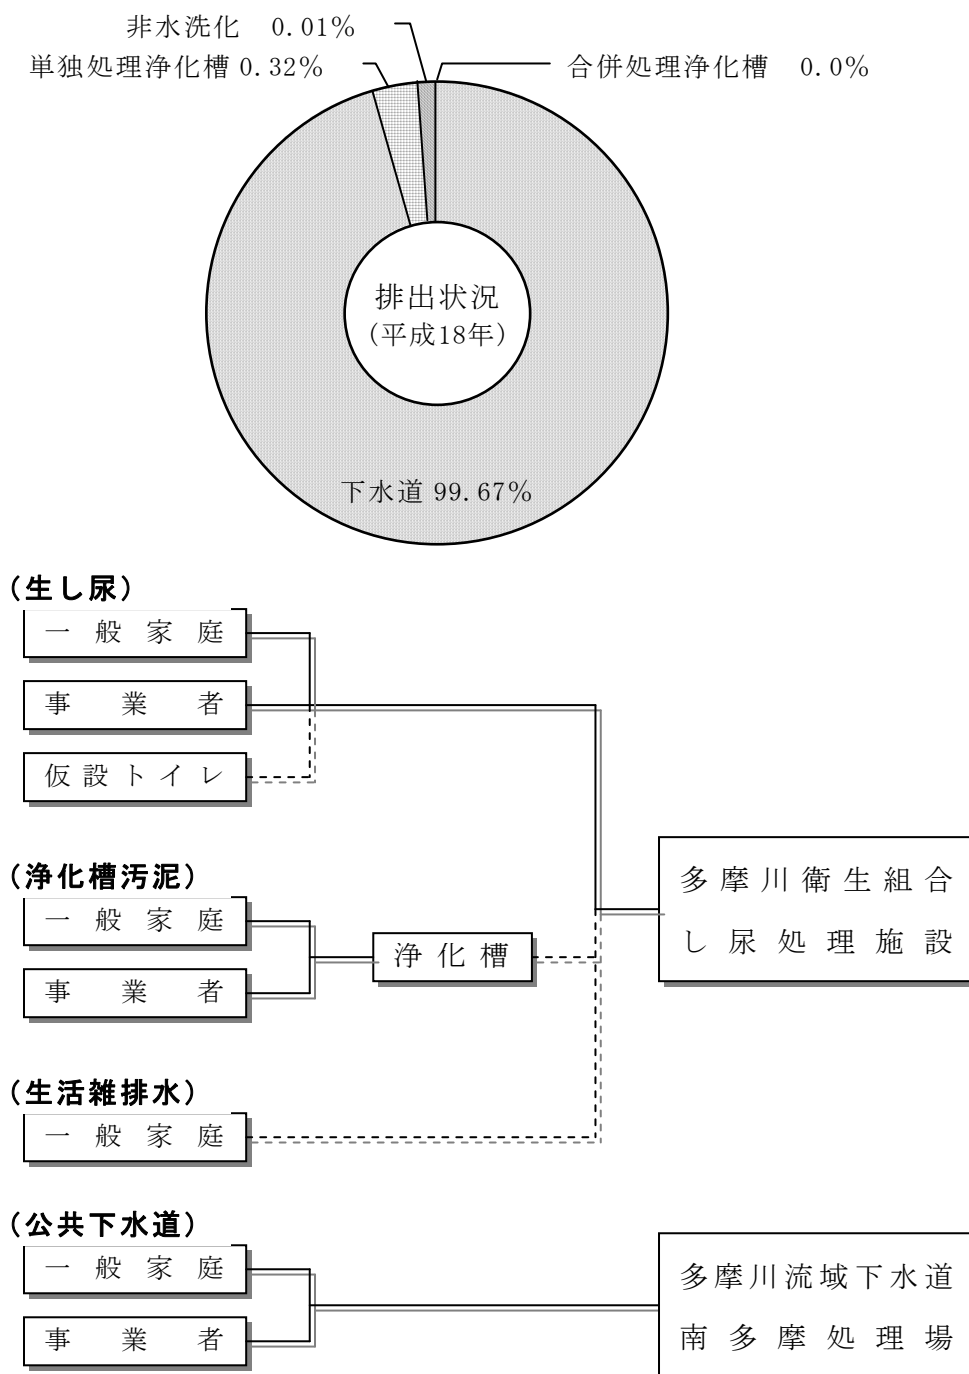 非水洗化 0.01%
単独処理浄化槽 0.32%
合併処理浄化槽 0.0%
排出状況
(平成18年)
下水道 99.67%
(生し尿)
一般家庭
事業者
仮設トイレ
(浄化槽汚泥)
一般家庭
事業者
浄化槽
多摩川衛生組合
し尿処理施設
(生活雑排水)
一般家庭
(公共下水道)
一般家庭
事業者
多摩川流域下水道
南多摩処理場